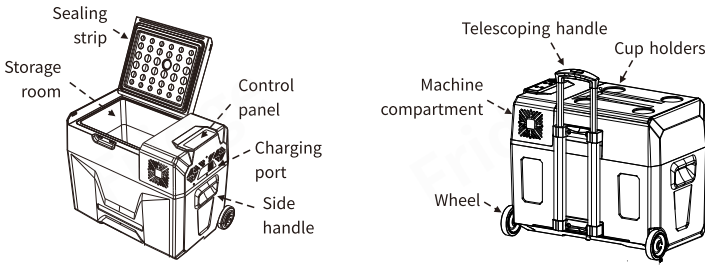 Sealing
strip
Storage
room
Control
panel
Charging
port
Side
handle
Telescoping handle
Cup holders
Machine
compartment
Wheel